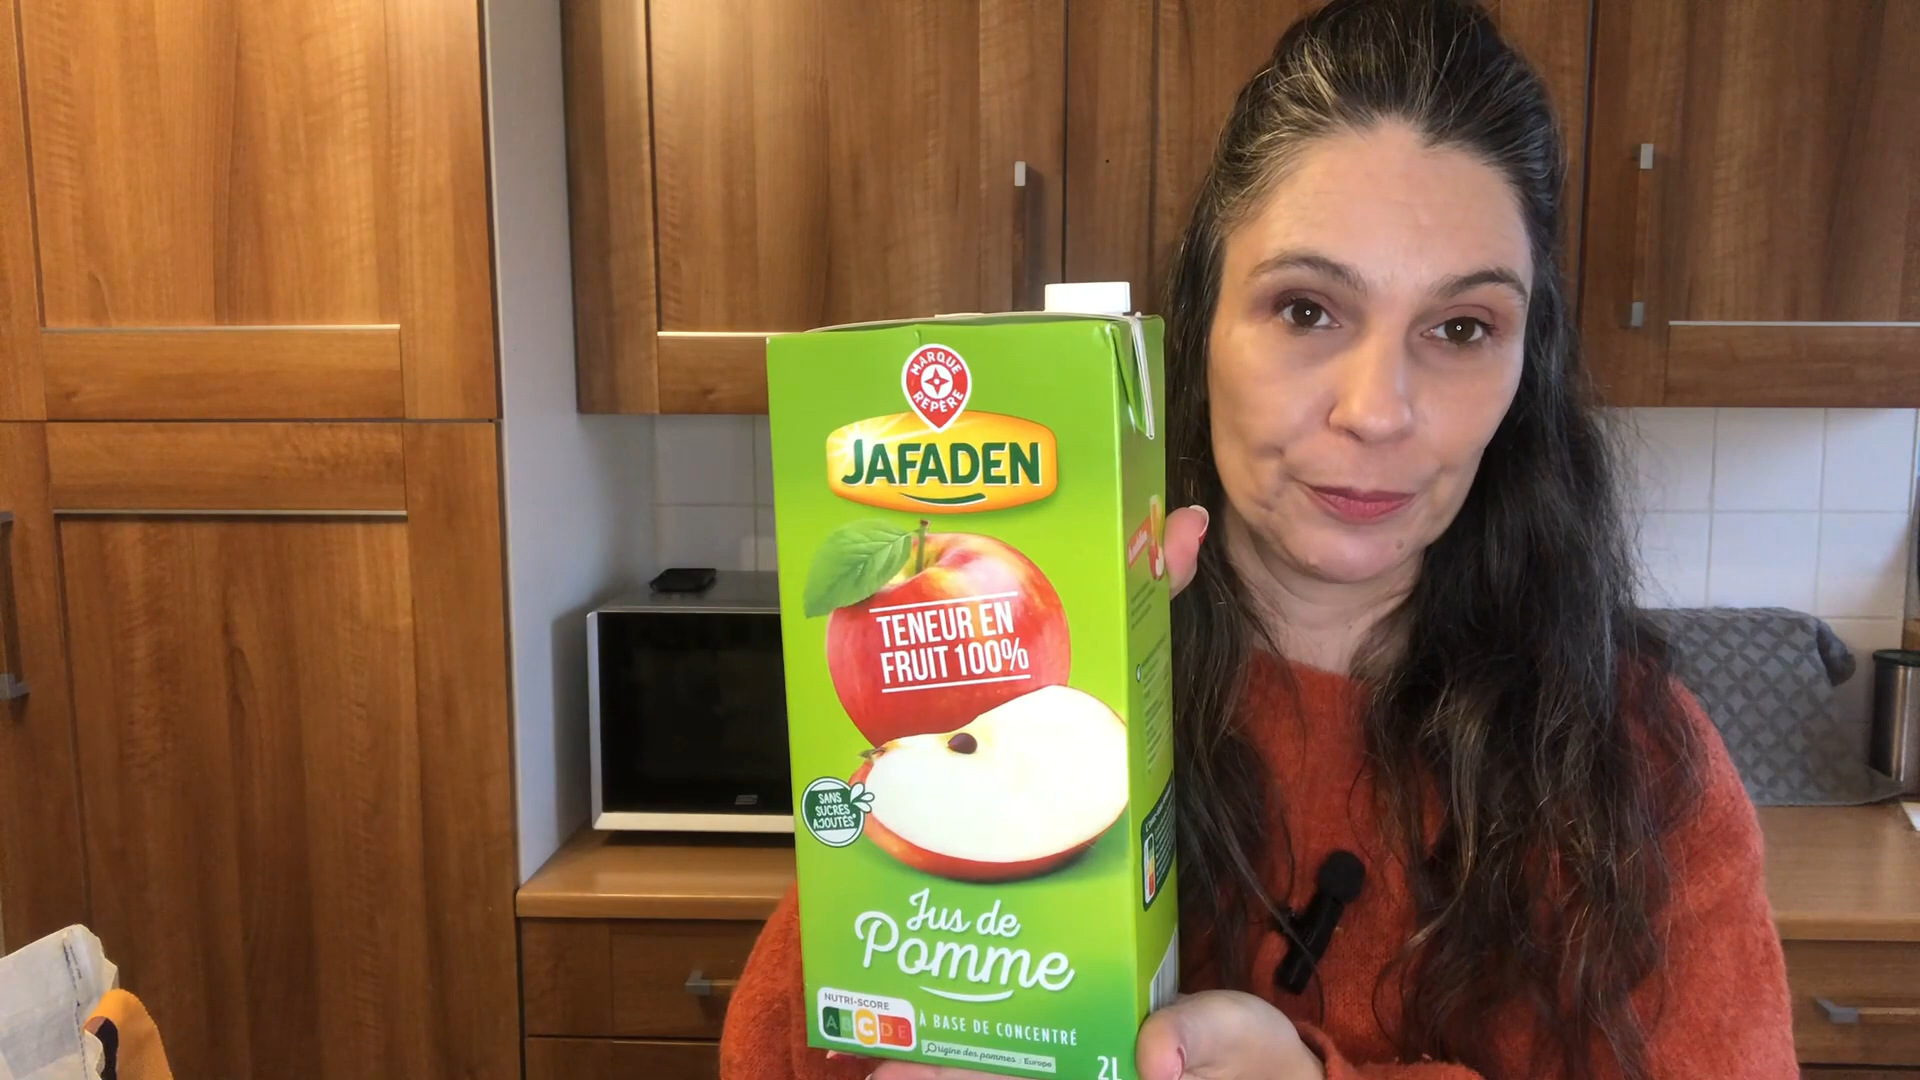 MARQUE
REPÈRE
JAFADEN
TENEUR EN
FRUIT 100%
SANS
SUCRES
AJOUTÉS*
Jus de
Pomme
NUTRI-SCORE
A B C D E
À BASE DE CONCENTRÉ
Origine des pommes : Europe
2L